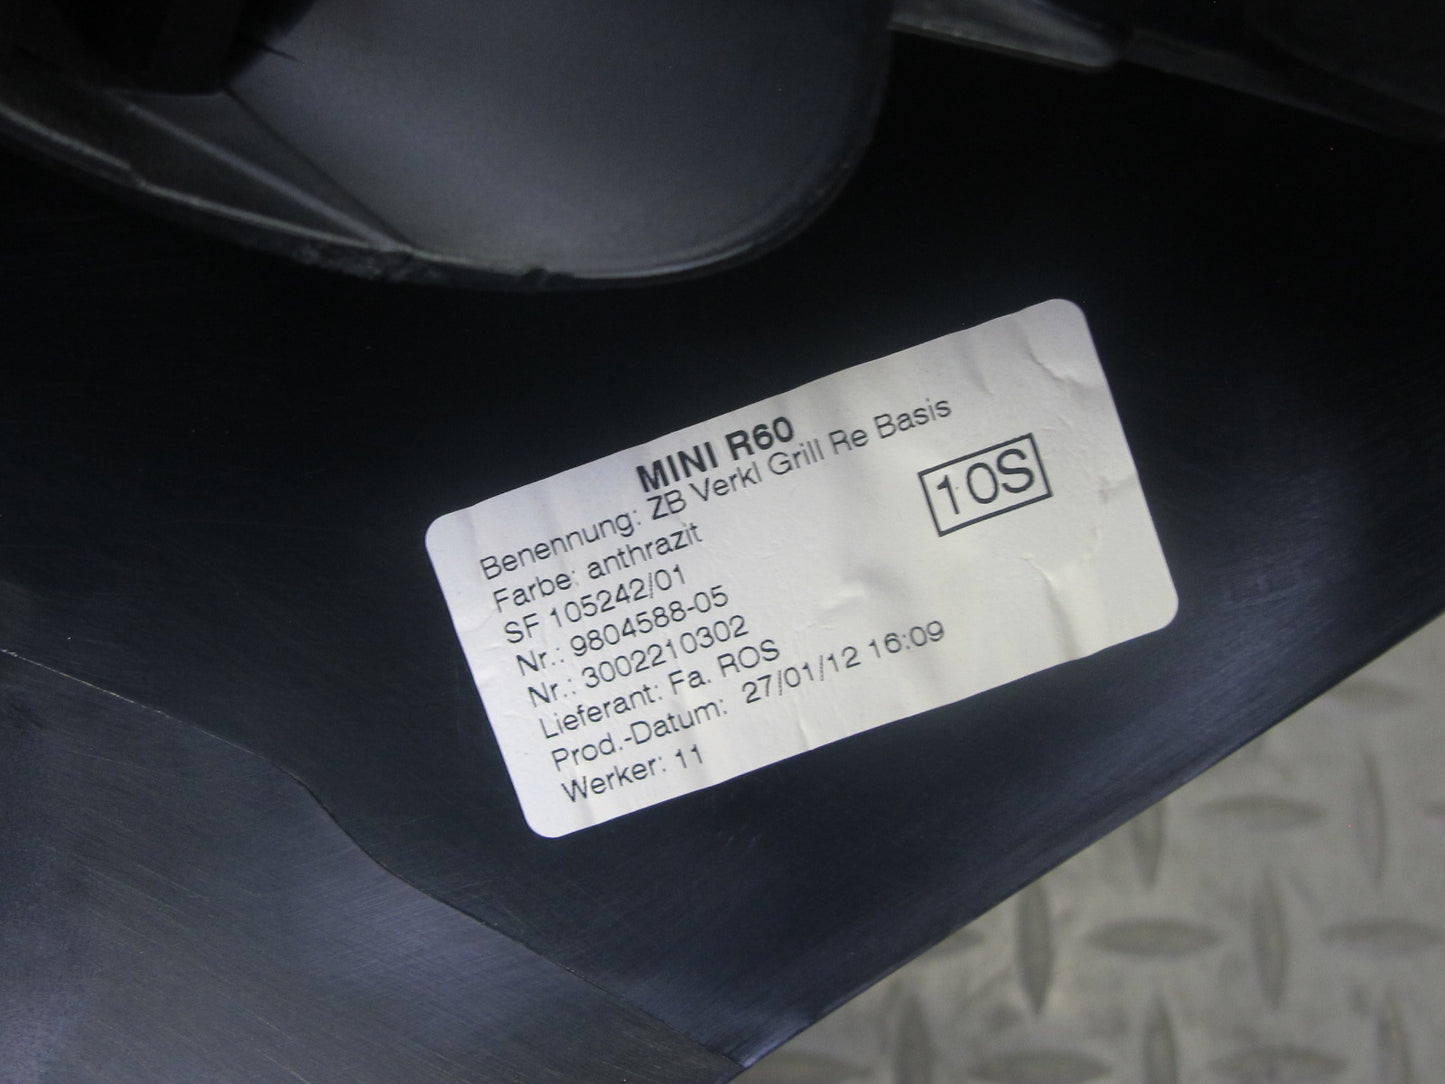 MINI R60
Benennung: ZB Verkl Grill Re Basis
Farbe: anthrazit
10S
SF 105242/01
Nr.: 9804588-05
Nr.: 3002210302
Lieferant: Fa. ROS
Prod.-Datum: 27/01/12 16:09
Werker: 11